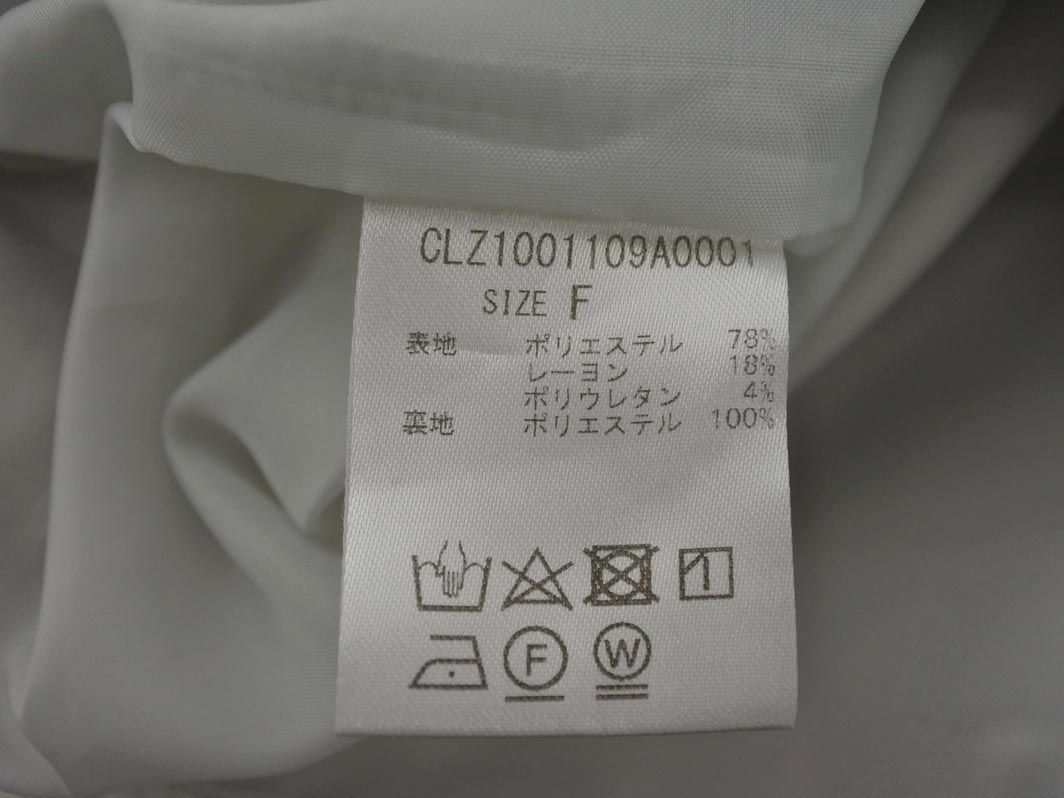 CLZ1001109A0001
SIZE F
表地 ポリエステル 78%
レーヨン 18%
ポリウレタン 4%
裏地 ポリエステル 100%
F W